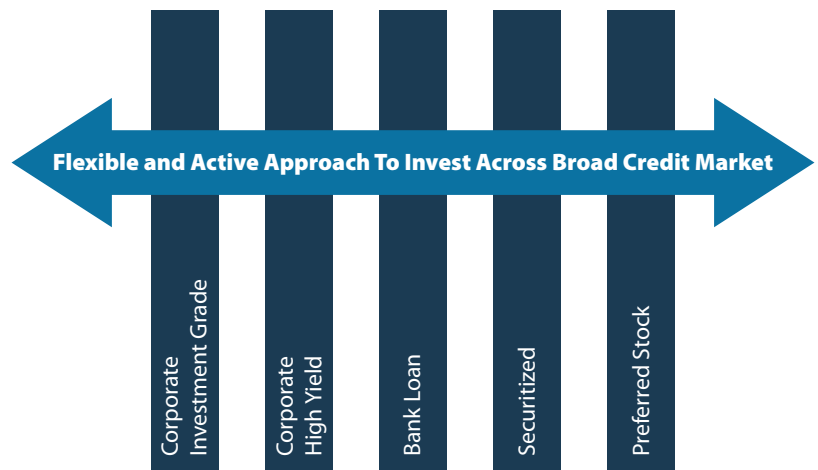 Flexible and Active Approach To Invest Across Broad Credit Market
Corporate
Investment Grade
Corporate
High Yield
Bank Loan
Securitized
Preferred Stock